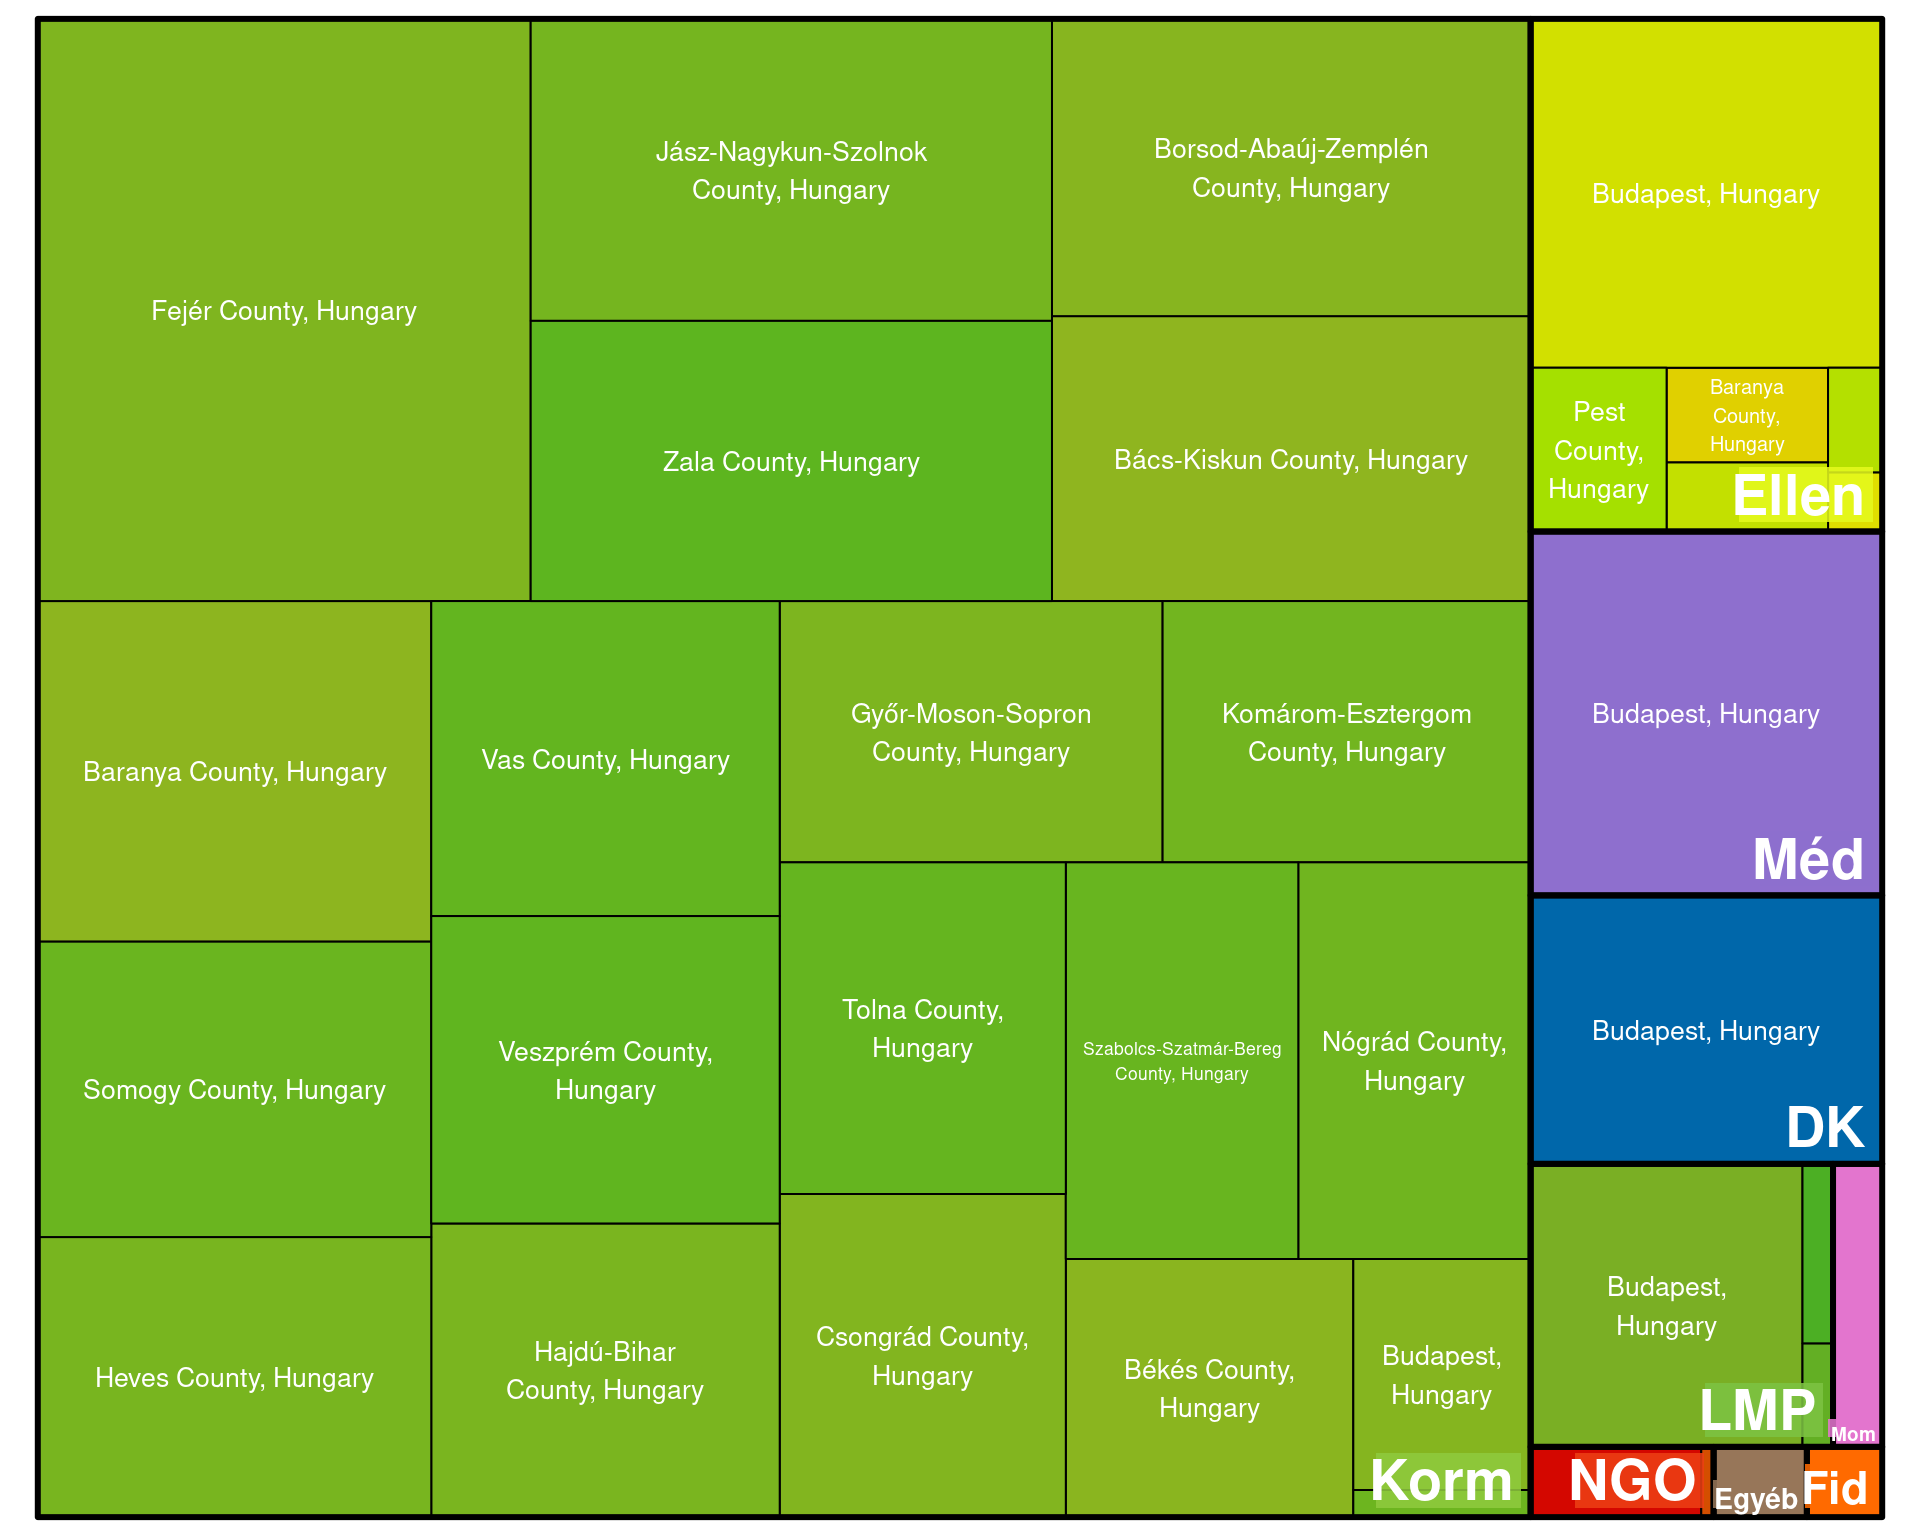 Fejér County, Hungary
Jász-Nagykun-Szolnok
County, Hungary
Borsod-Abaúj-Zemplén
County, Hungary
Zala County, Hungary
Bács-Kiskun County, Hungary
Baranya County, Hungary
Vas County, Hungary
Győr-Moson-Sopron
County, Hungary
Komárom-Esztergom
County, Hungary
Somogy County, Hungary
Veszprém County,
Hungary
Tolna County,
Hungary
Szabolcs-Szatmár-Bereg
County, Hungary
Nógrád County,
Hungary
Heves County, Hungary
Hajdú-Bihar
County, Hungary
Csongrád County,
Hungary
Békés County,
Hungary
Budapest,
Hungary
Korm
Budapest, Hungary
Pest
County,
Hungary
Baranya
County,
Hungary
Ellen
Budapest, Hungary
Méd
Budapest, Hungary
DK
Budapest,
Hungary
LMP
Mom
NGO
Egyéb
Fid